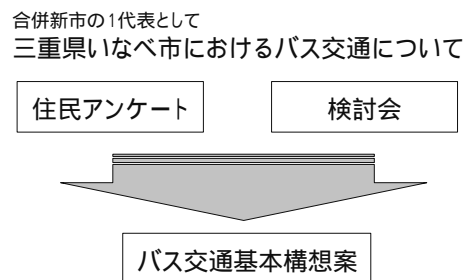 合併新市の1代表として
三重県いなべ市におけるバス交通について
住民アンケート
検討会
バス交通基本構想案